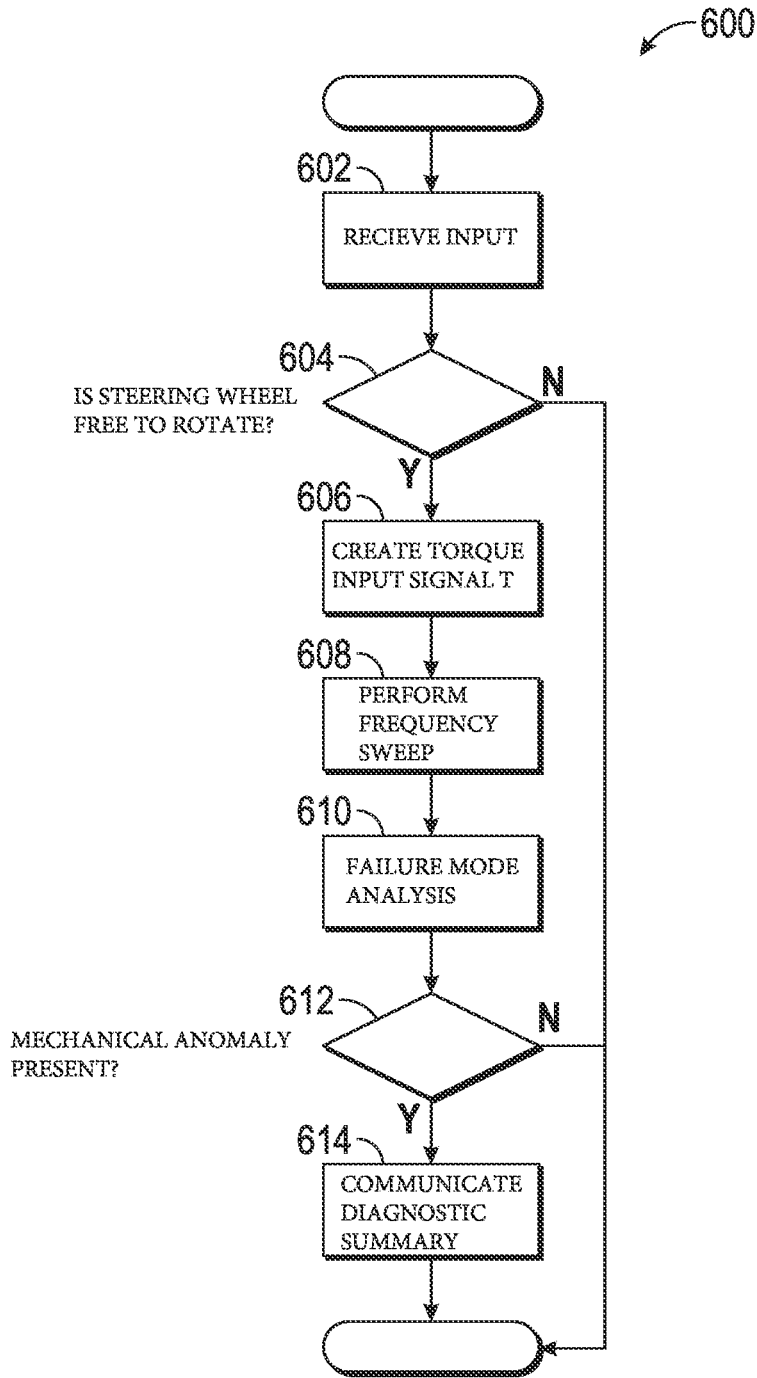 600
602
RECIEVE INPUT
604
IS STEERING WHEEL
FREE TO ROTATE?
N
Y
606
CREATE TORQUE
INPUT SIGNAL T
608
PERFORM
FREQUENCY
SWEEP
610
FAILURE MODE
ANALYSIS
612
MECHANICAL ANOMALY
PRESENT?
N
Y
614
COMMUNICATE
DIAGNOSTIC
SUMMARY